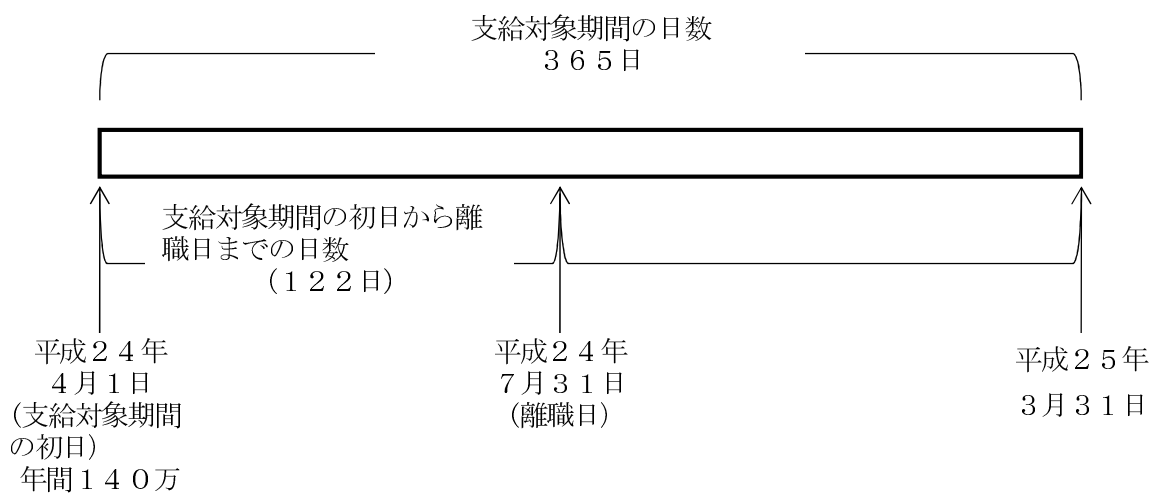 支給対象期間の日数
３６５日
支給対象期間の初日から離
職日までの日数
（１２２日）
平成２４年
４月１日
（支給対象期間
の初日）
年間１４０万
平成２４年
７月３１日
（離職日）
平成２５年
３月３１日